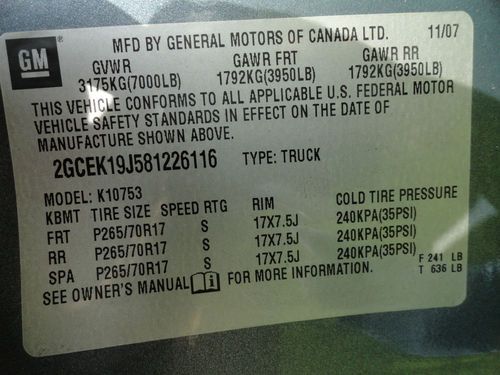 GM
MFD BY GENERAL MOTORS OF CANADA LTD. 11/07
GVWR GAWR FRT GAWR RR
3175KG(7000LB) 1792KG(3950LB) 1792KG(3950LB)
THIS VEHICLE CONFORMS TO ALL APPLICABLE U.S. FEDERAL MOTOR
VEHICLE SAFETY STANDARDS IN EFFECT ON THE DATE OF
MANUFACTURE SHOWN ABOVE.
2GCEK19J581226116 TYPE: TRUCK
MODEL: K10753
KBMT TIRE SIZE SPEED RTG RIM COLD TIRE PRESSURE
FRT P265/70R17 S 17X7.5J 240KPA(35PSI)
RR P265/70R17 S 17X7.5J 240KPA(35PSI)
SPA P265/70R17 S 17X7.5J 240KPA(35PSI)
SEE OWNER'S MANUAL FOR MORE INFORMATION.
F 241 LB
T 636 LB